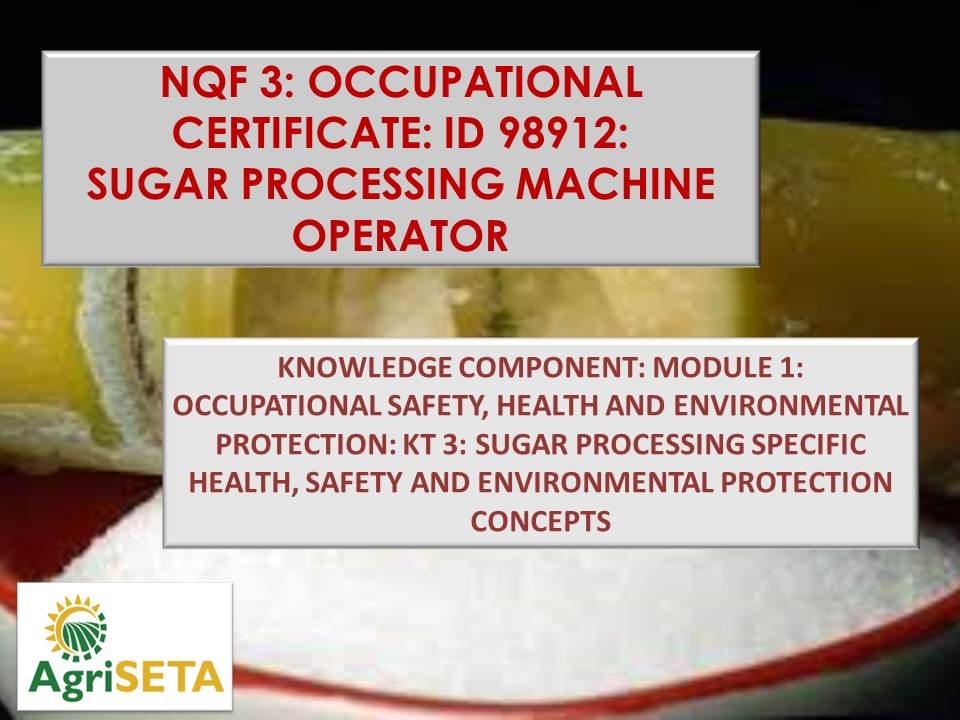 NQF 3: OCCUPATIONAL
CERTIFICATE: ID 98912:
SUGAR PROCESSING MACHINE
OPERATOR
KNOWLEDGE COMPONENT: MODULE 1:
OCCUPATIONAL SAFETY, HEALTH AND ENVIRONMENTAL
PROTECTION: KT 3: SUGAR PROCESSING SPECIFIC
HEALTH, SAFETY AND ENVIRONMENTAL PROTECTION
CONCEPTS
AgriSETA